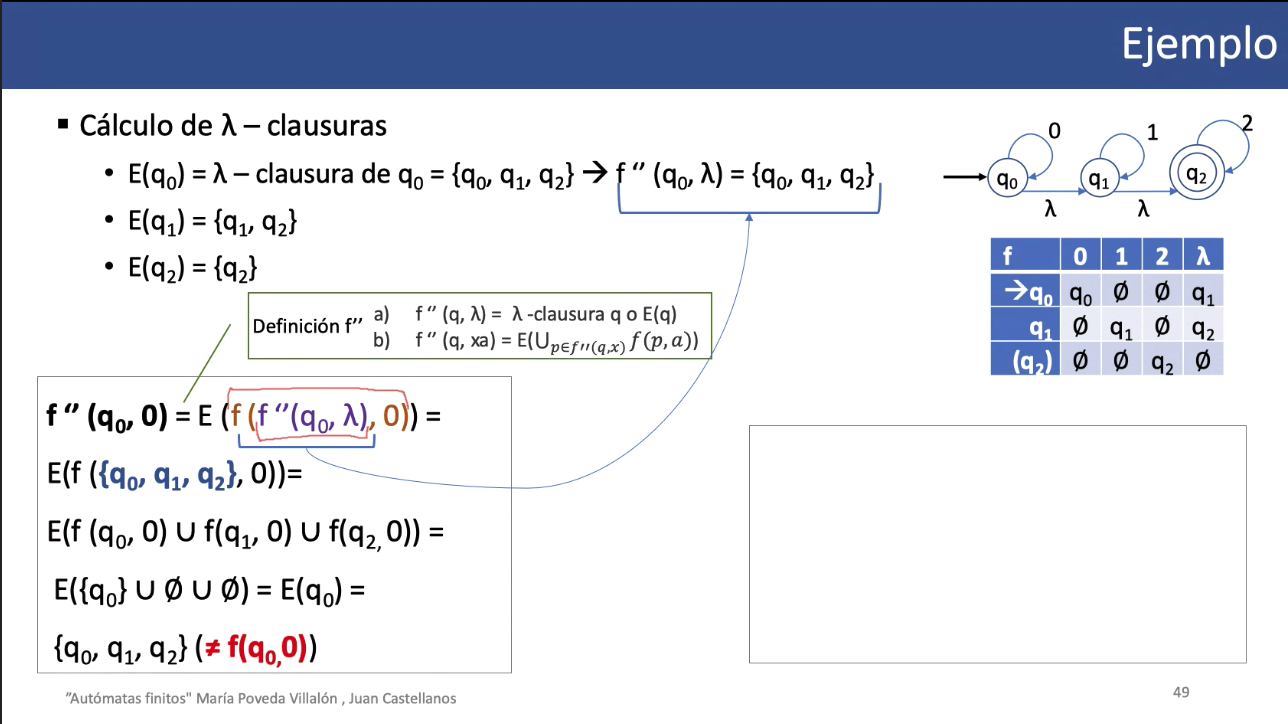 Ejemplo
▪ Cálculo de λ – clausuras
• E(q₀) = λ – clausura de q₀ = {q₀, q₁, q₂} → f ’’ (q₀, λ) = {q₀, q₁, q₂}
• E(q₁) = {q₁, q₂}
• E(q₂) = {q₂}
0 1 2
q₀ q₁ q₂
λ λ
f 0 1 2 λ
→q₀ q₀ Ø Ø q₁
q₁ Ø q₁ Ø q₂
(q₂) Ø Ø q₂ Ø
Definición f’’
a) f ’’ (q, λ) = λ -clausura q o E(q)
b) f ’’ (q, xa) = E(⋃_{p∈f′′(q,x)} f(p, a))
f ’’ (q₀, 0) = E (f (f ’’(q₀, λ), 0)) =
E(f ({q₀, q₁, q₂}, 0))=
E(f (q₀, 0) ∪ f(q₁, 0) ∪ f(q₂, 0)) =
E({q₀} ∪ Ø ∪ Ø) = E(q₀) =
{q₀, q₁, q₂} (≠ f(q₀,0))
”Autómatas finitos" María Poveda Villalón , Juan Castellanos
49